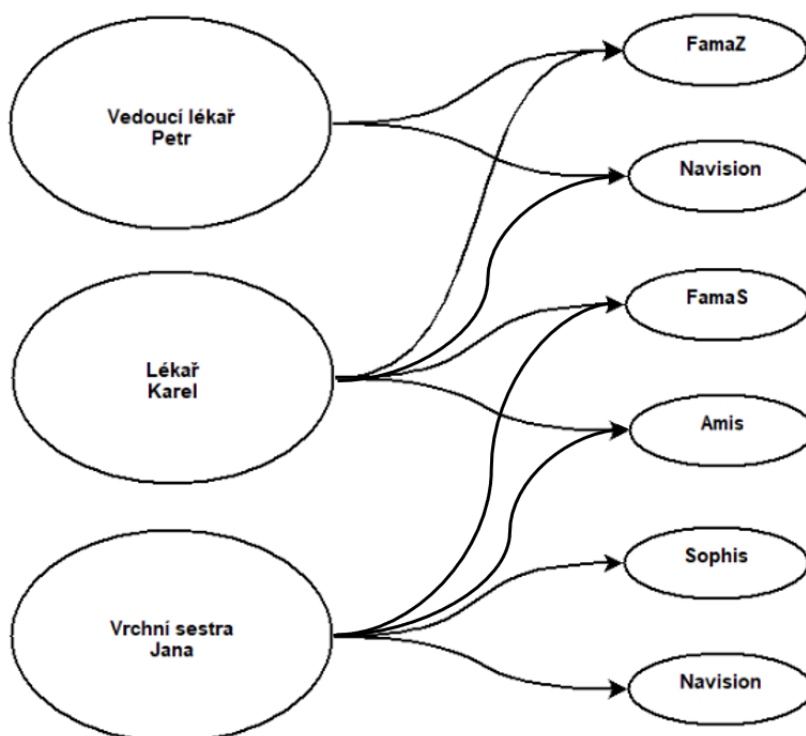 FamaZ
Vedoucí lékař
Petr
Navision
FamaS
Lékař
Karel
Amis
Sophis
Vrchní sestra
Jana
Navision